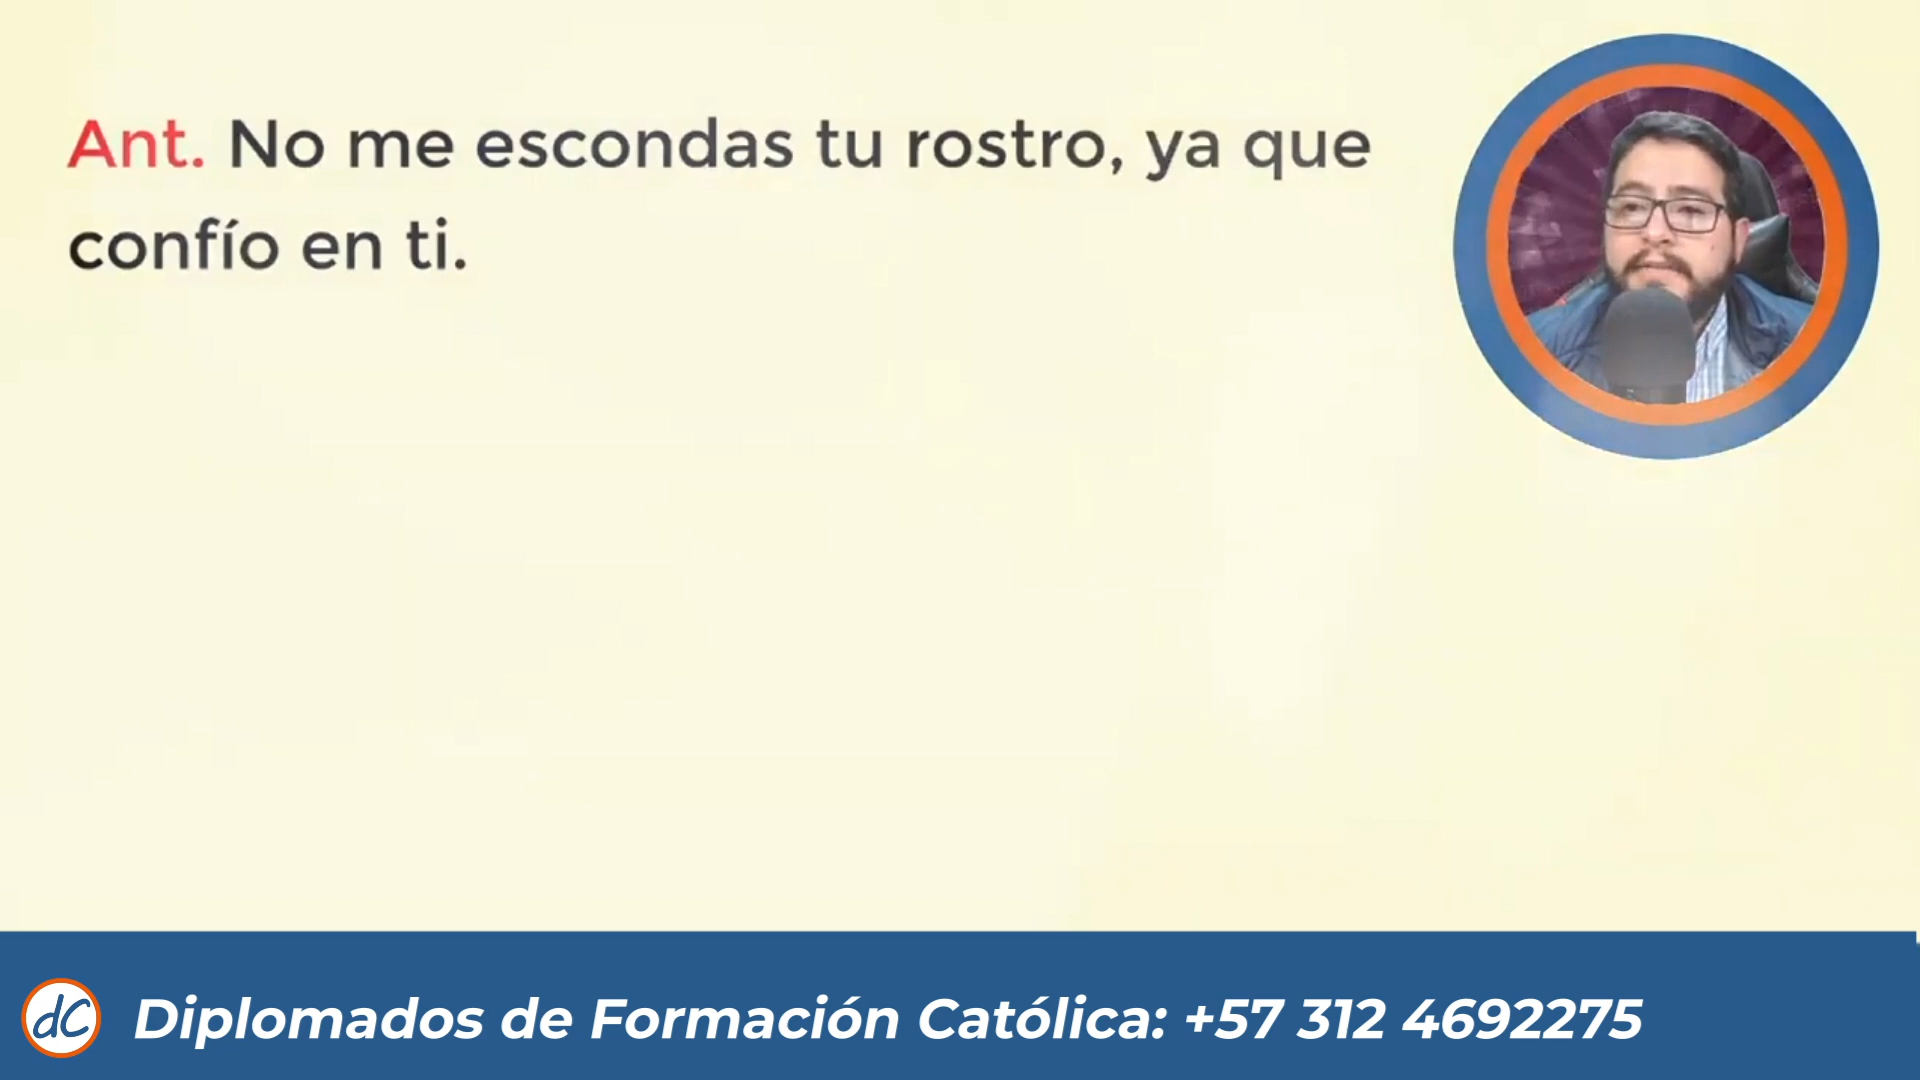 Ant. No me escondas tu rostro, ya que
confío en ti.
dC Diplomados de Formación Católica: +57 312 4692275